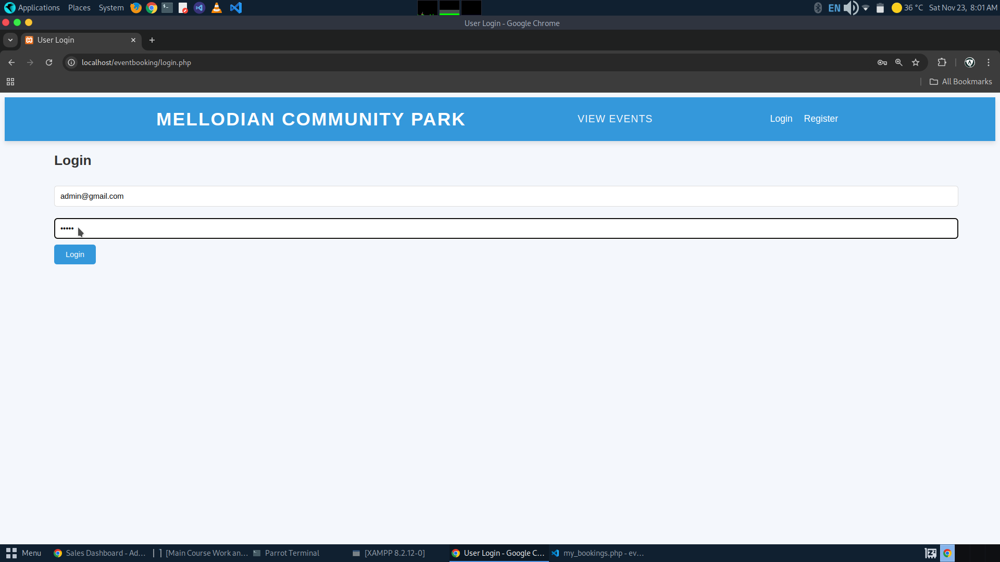 Applications Places System EN 36 °C Sat Nov 23, 8:01 AM
User Login - Google Chrome
User Login
localhost/eventbooking/login.php
All Bookmarks
MELLODIAN COMMUNITY PARK VIEW EVENTS Login Register
Login
admin@gmail.com
•••••
Login
Menu Sales Dashboard - Ad... [Main Course Work an... Parrot Terminal [XAMPP 8.2.12-0] User Login - Google C... my_bookings.php - ev...